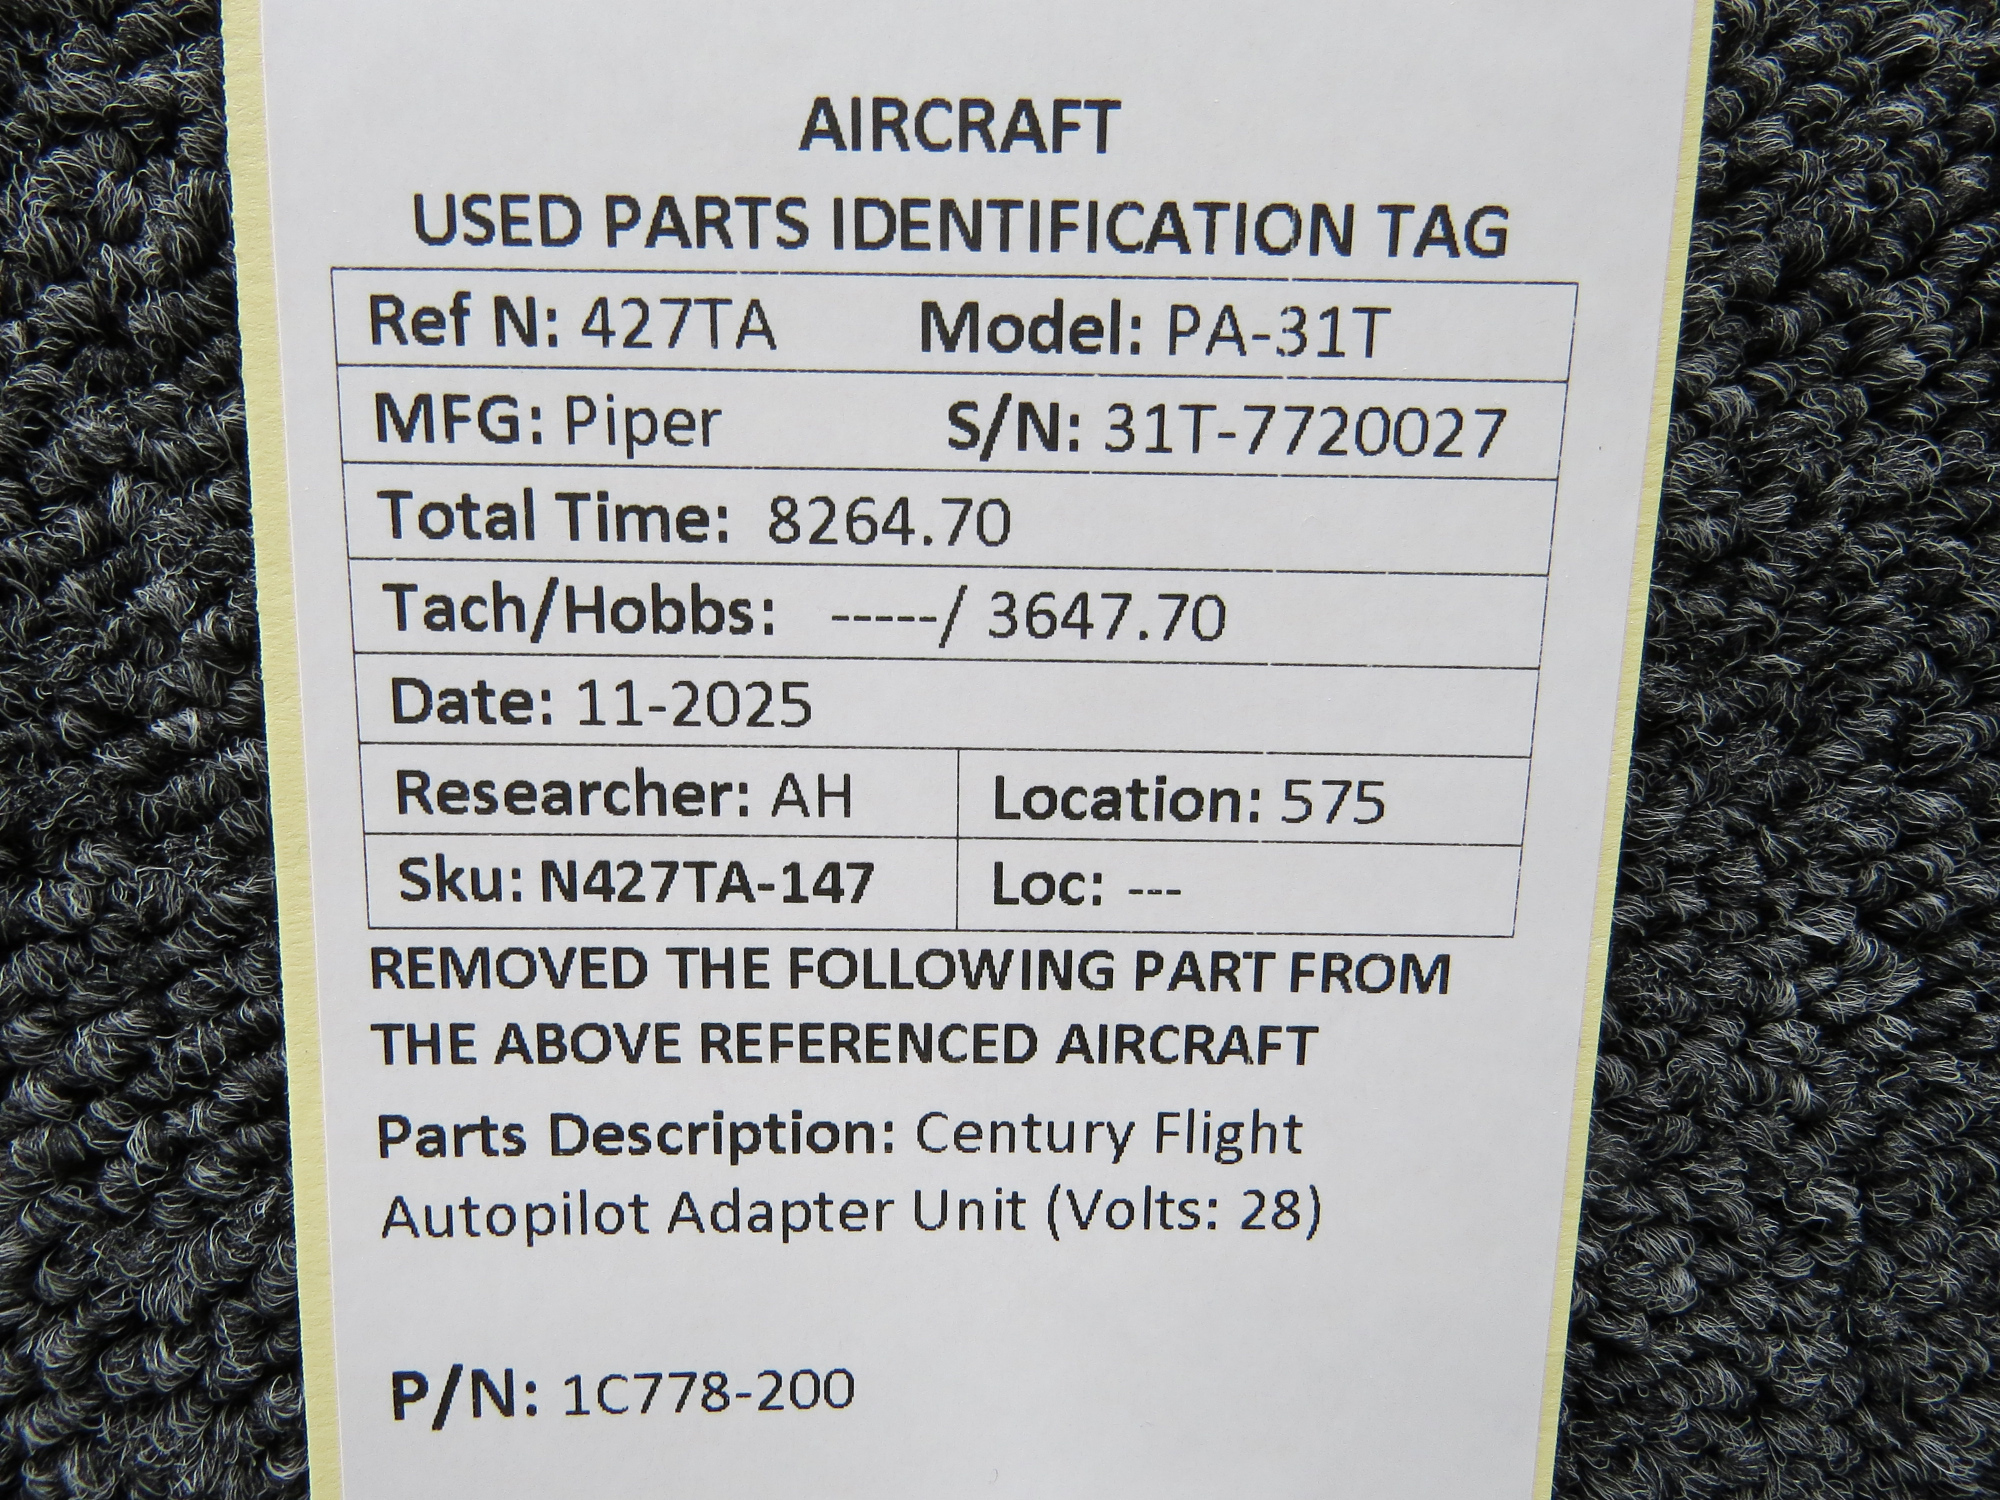 AIRCRAFT
USED PARTS IDENTIFICATION TAG
Ref N: 427TA Model: PA-31T
MFG: Piper S/N: 31T-7720027
Total Time: 8264.70
Tach/Hobbs: -----/ 3647.70
Date: 11-2025
Researcher: AH Location: 575
Sku: N427TA-147 Loc: ---
REMOVED THE FOLLOWING PART FROM
THE ABOVE REFERENCED AIRCRAFT
Parts Description: Century Flight
Autopilot Adapter Unit (Volts: 28)
P/N: 1C778-200